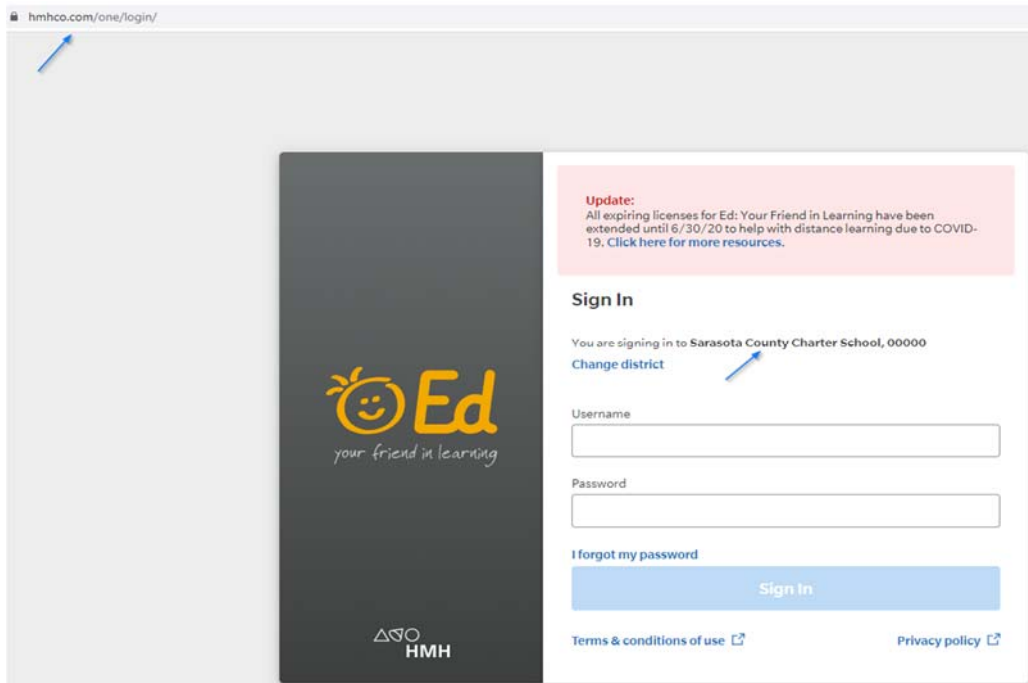 hmhco.com/one/login/
Update:
All expiring licenses for Ed: Your Friend in Learning have been
extended until 6/30/20 to help with distance learning due to COVID-
19. Click here for more resources.
Sign In
You are signing in to Sarasota County Charter School, 00000
Change district
Ed
your friend in learning
Username
Password
I forgot my password
Sign In
HMH
Terms & conditions of use
Privacy policy